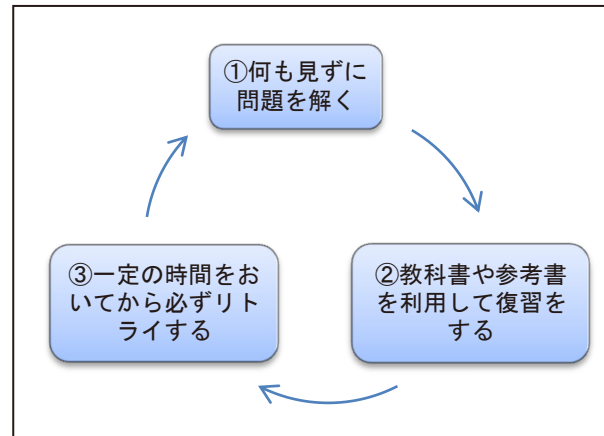 ①何も見ずに
問題を解く
②教科書や参考書
を利用して復習を
する
③一定の時間をお
いてから必ずリト
ライする